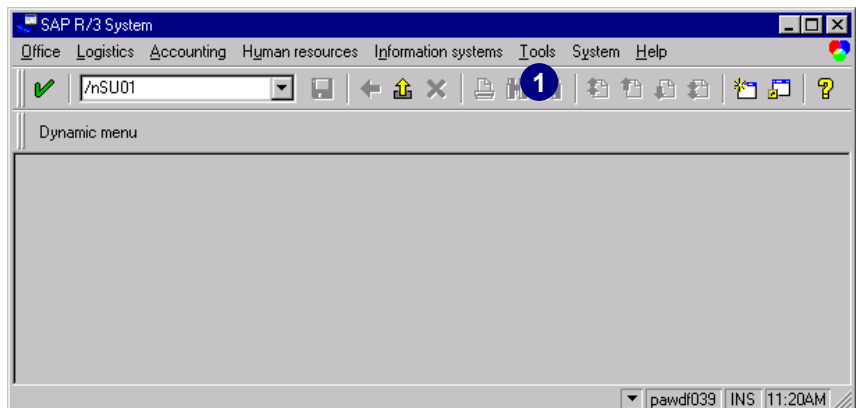 SAP R/3 System
Office Logistics Accounting Human resources Information systems Tools System Help
/nSU01
1
?
Dynamic menu
pawdf039 INS 11:20AM